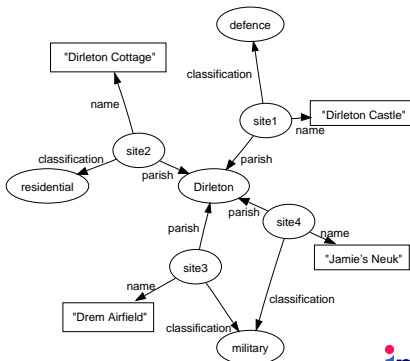 defence
"Dirleton Cottage"
classification
name
site1
"Dirleton Castle"
name
site2
parish
classification
parish
residential
Dirleton
parish
site4
parish
name
"Jamie's Neuk"
site3
name
classification
"Drem Airfield"
classification
military